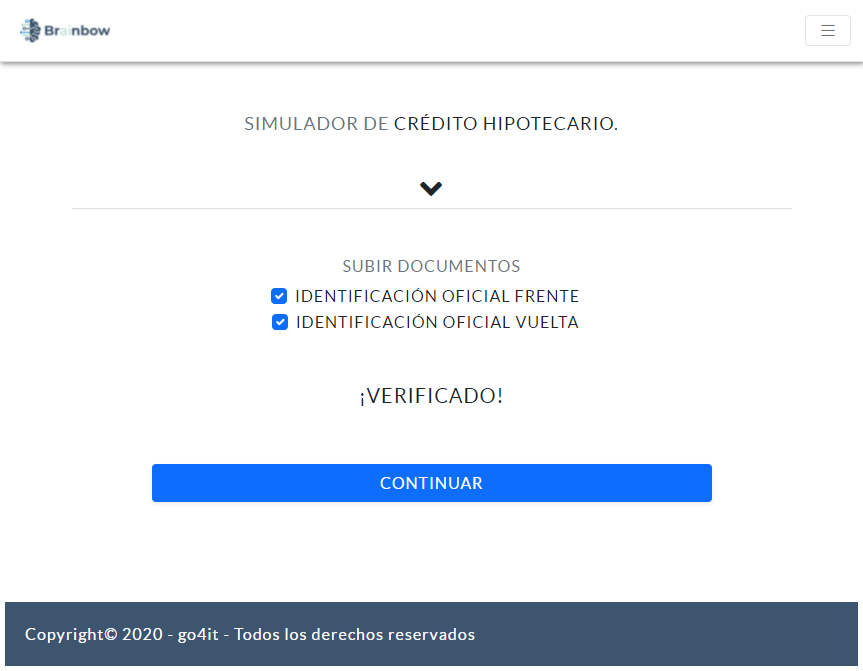 Brainbow
SIMULADOR DE CRÉDITO HIPOTECARIO.
SUBIR DOCUMENTOS
IDENTIFICACIÓN OFICIAL FRENTE
IDENTIFICACIÓN OFICIAL VUELTA
¡VERIFICADO!
CONTINUAR
Copyright© 2020 - go4it - Todos los derechos reservados